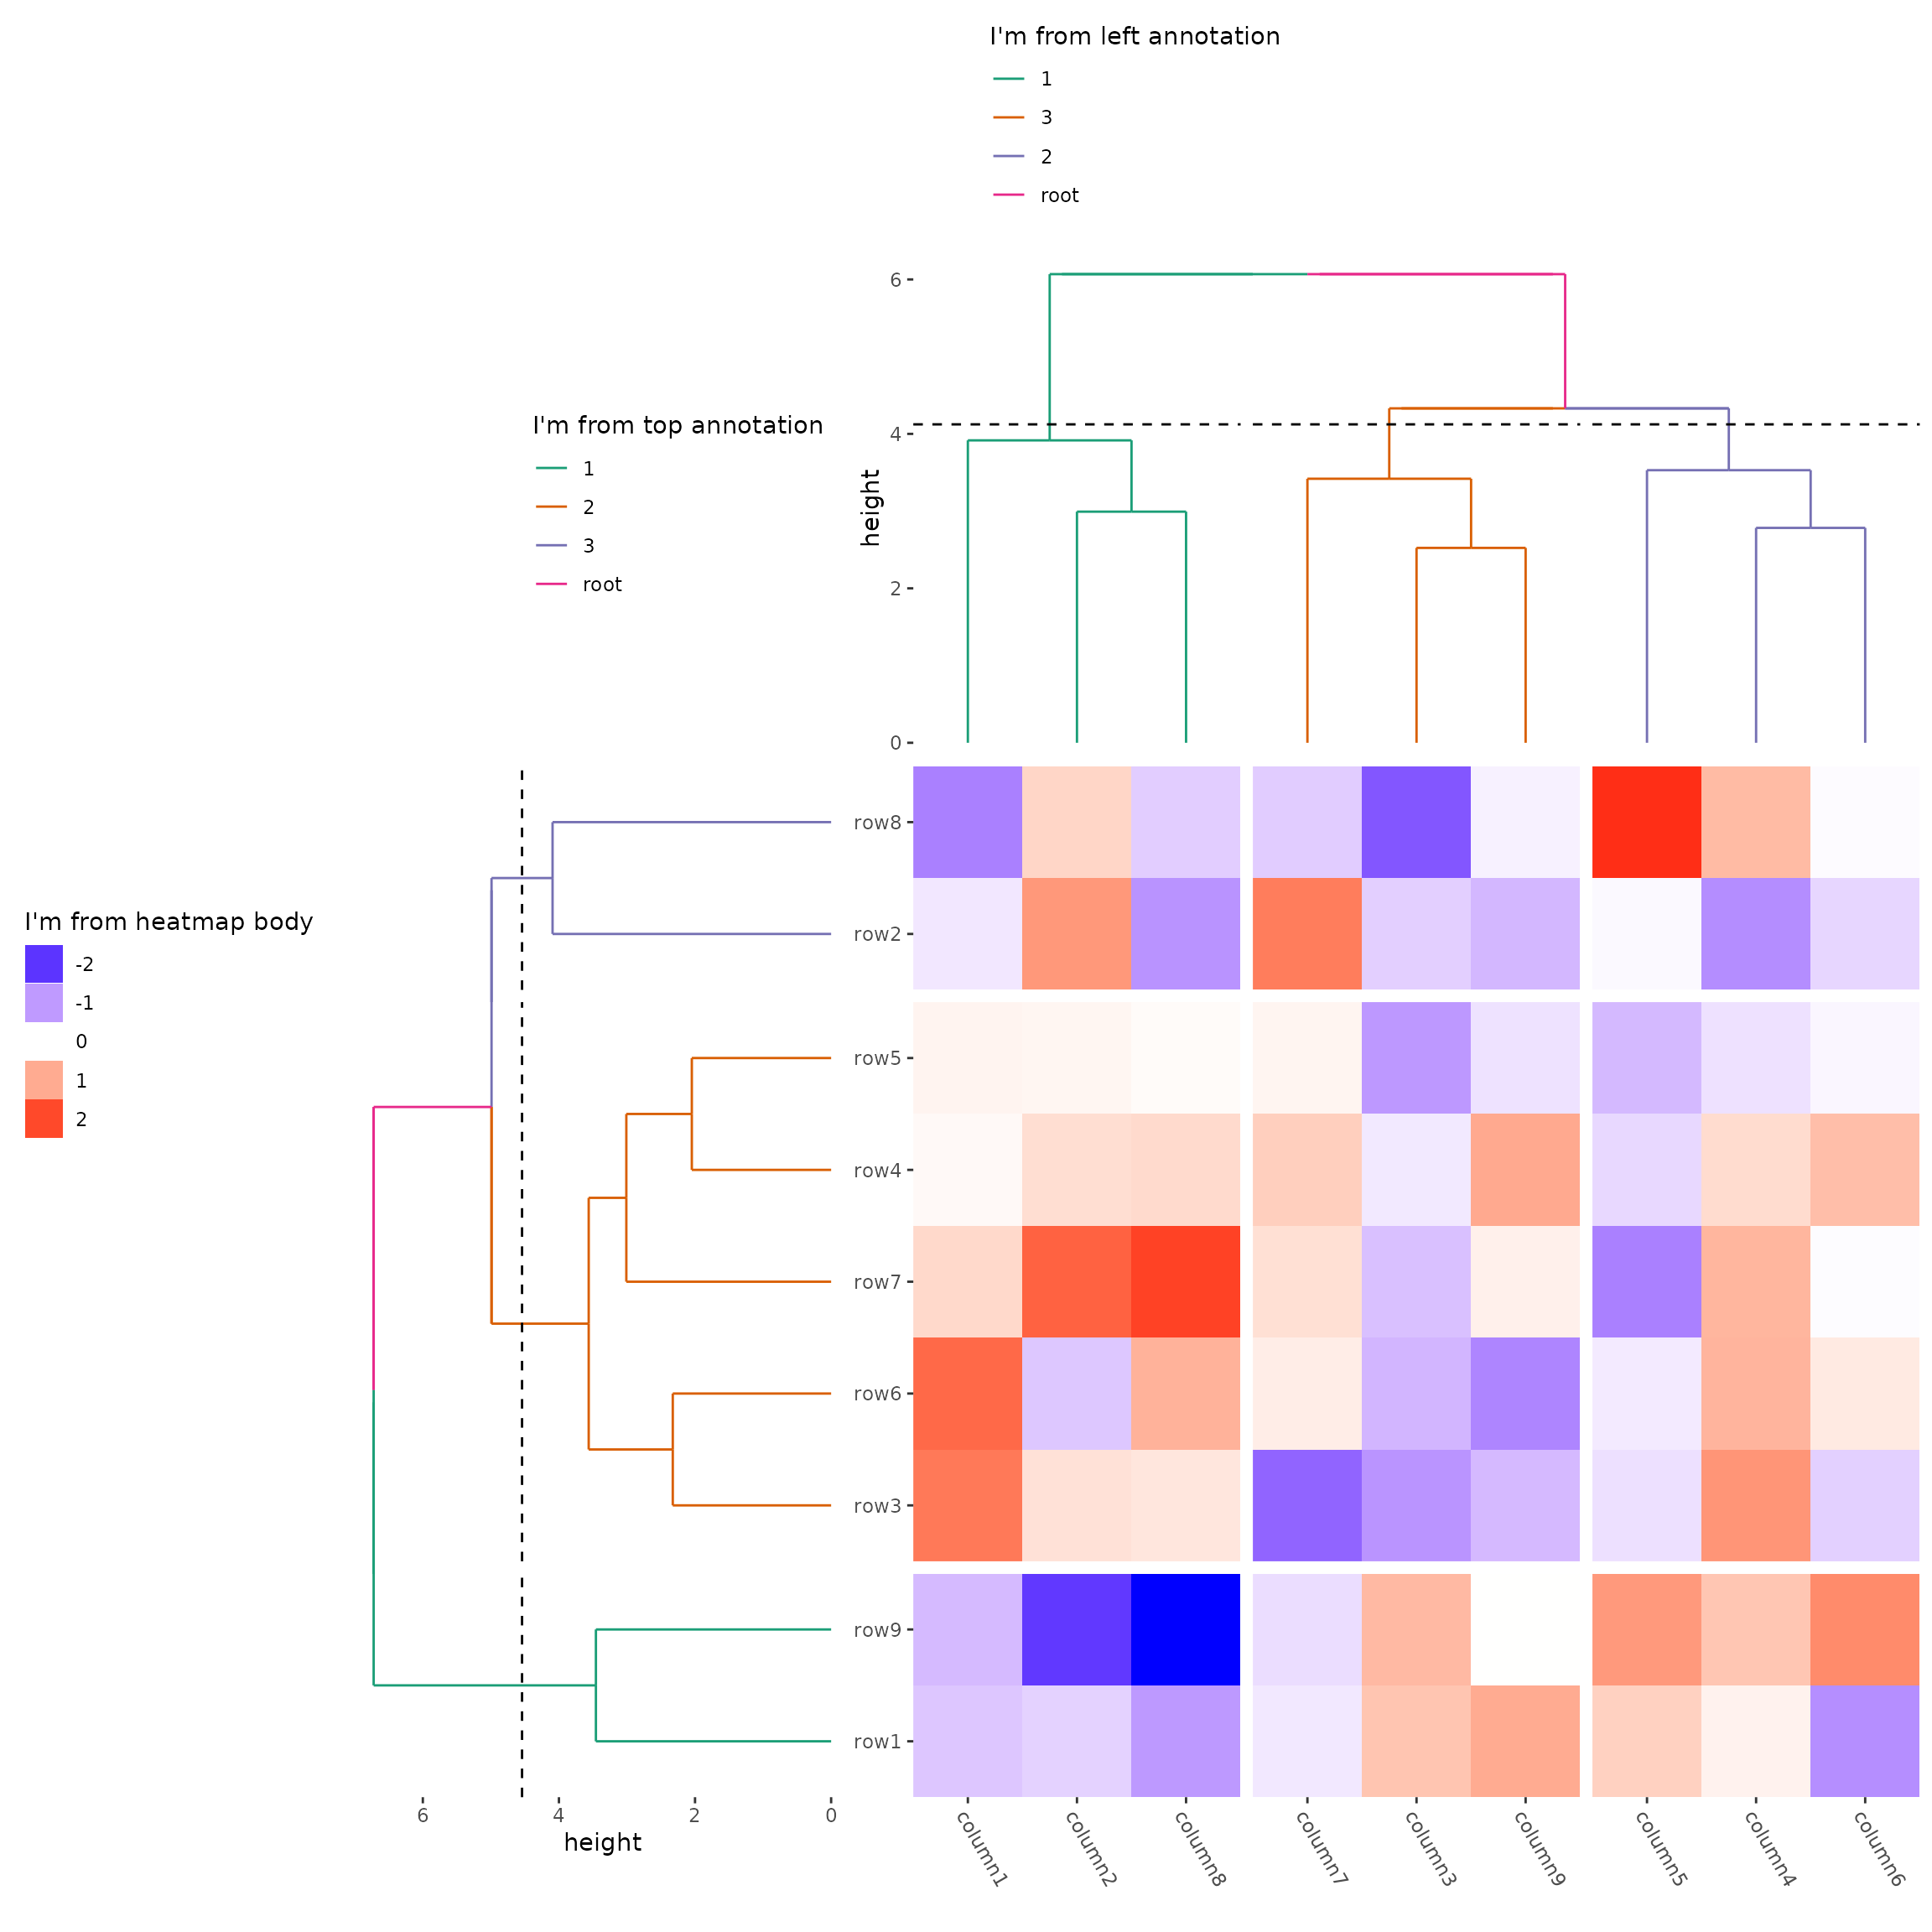 I'm from left annotation
1
3
2
root
6
4
2
0
height
I'm from top annotation
1
2
3
root
I'm from heatmap body
-2
-1
0
1
2
row8
row2
row5
row4
row7
row6
row3
row9
row1
6 4 2 0
height
column1 column2 column8 column7 column3 column9 column5 column4 column6